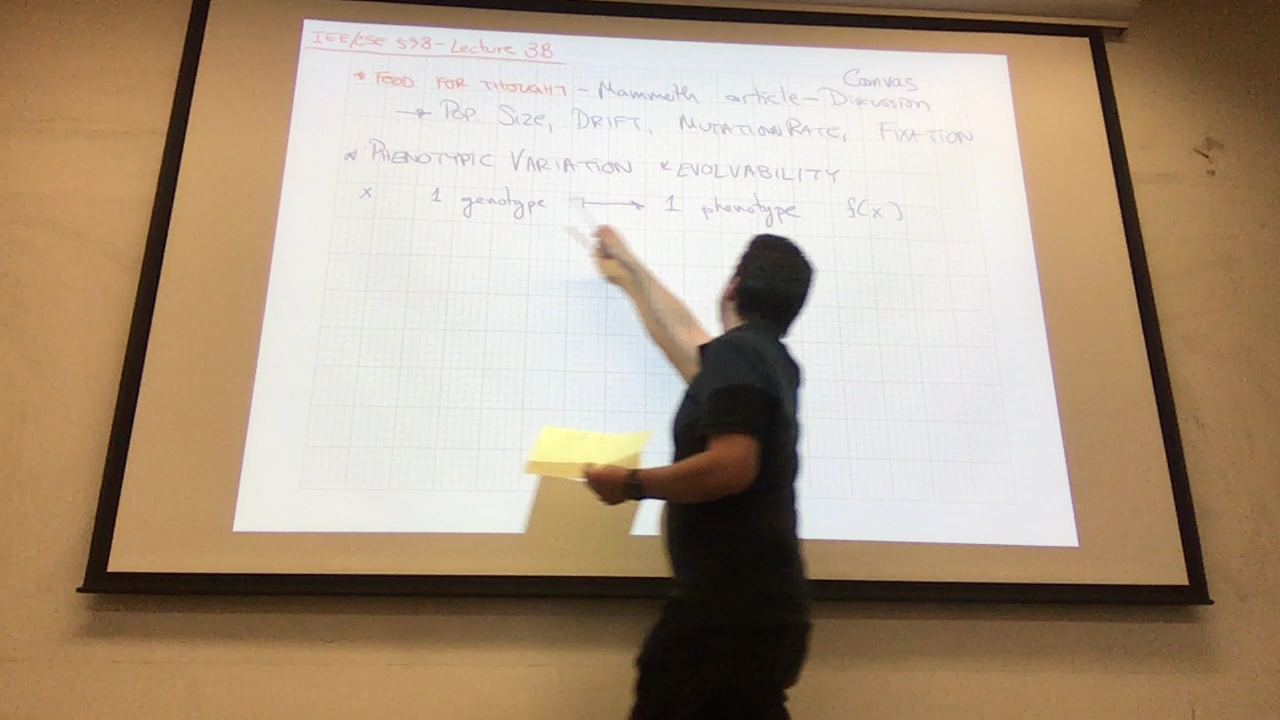 IEE/CSE 598 - Lecture 3B
* FOOD FOR THOUGHT - Mammoth article - Canvas Discussion
→ POP SIZE, DRIFT, MUTATION RATE, FIXATION
* PHENOTYPIC VARIATION & EVOLVABILITY
x 1 genotype ↦ 1 phenotype f(x)